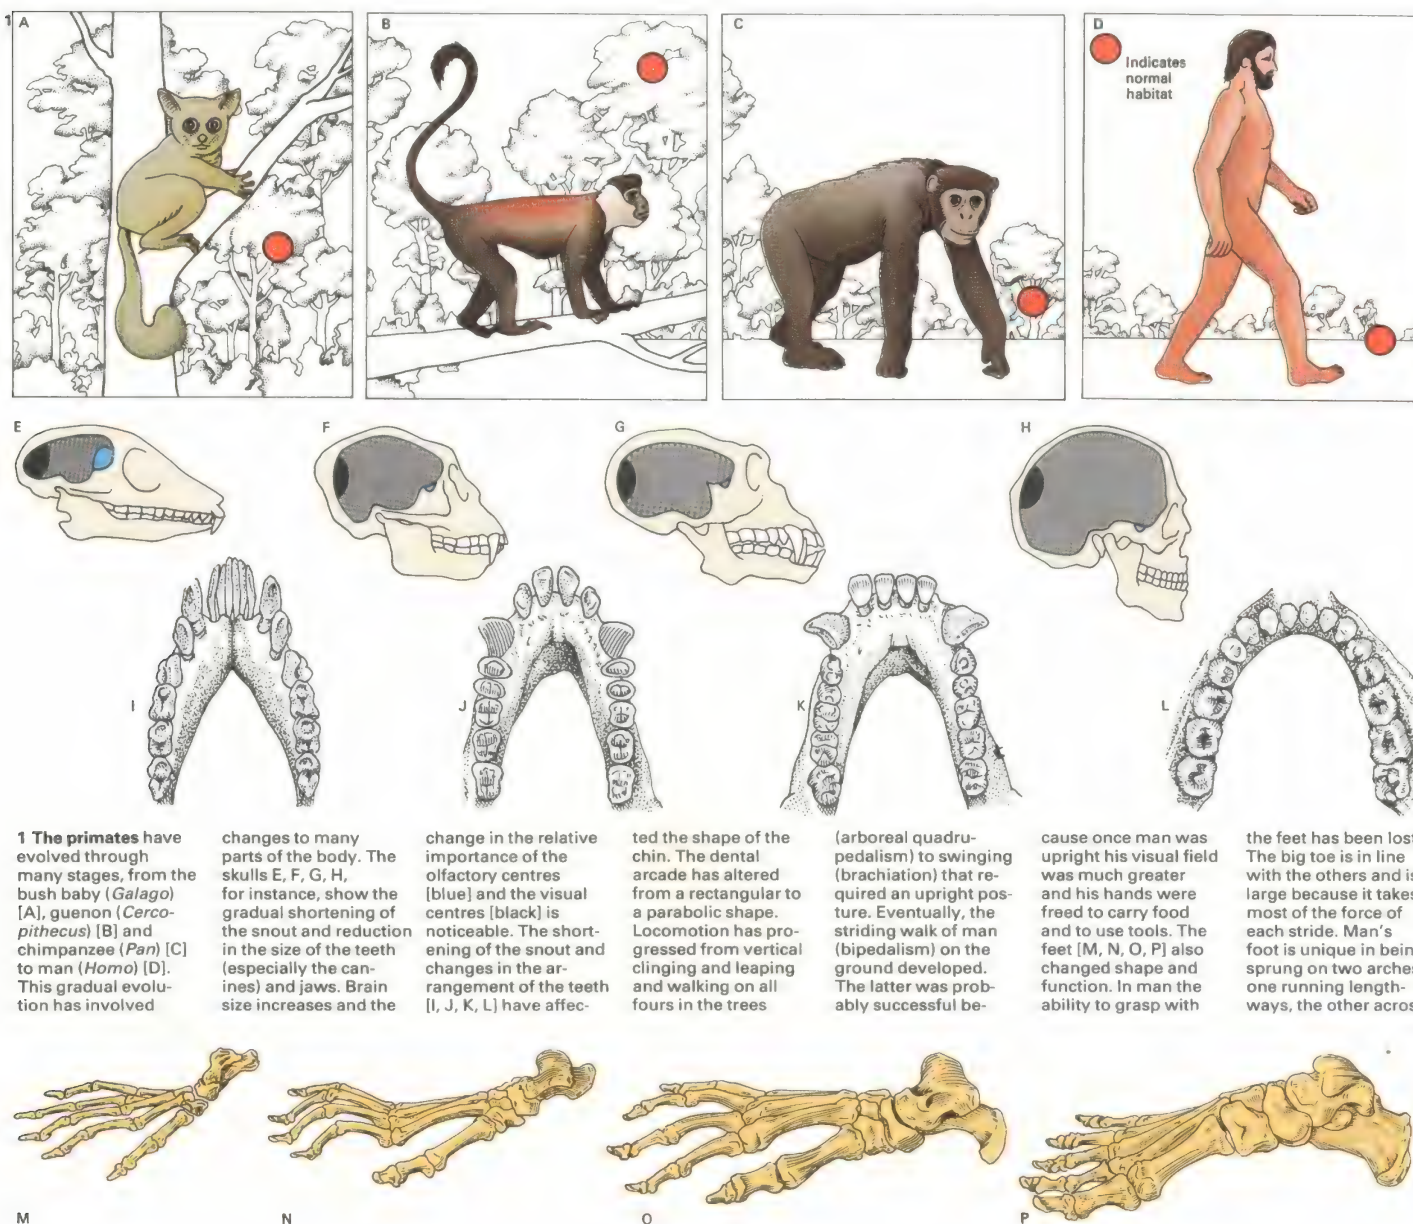 1
A
B
C
D
Indicates
normal
habitat
E
F
G
H
I
J
K
L
1 The primates have
evolved through
many stages, from the
bush baby (Galago)
[A], guenon (Cerco-
pithecus) [B] and
chimpanzee (Pan) [C]
to man (Homo) [D].
This gradual evolu-
tion has involved
changes to many
parts of the body. The
skulls E, F, G, H,
for instance, show the
gradual shortening of
the snout and reduction
in the size of the teeth
(especially the can-
ines) and jaws. Brain
size increases and the
change in the relative
importance of the
olfactory centres
[blue] and the visual
centres [black] is
noticeable. The short-
ening of the snout and
changes in the ar-
rangement of the teeth
[I, J, K, L] have affec-
ted the shape of the
chin. The dental
arcade has altered
from a rectangular to
a parabolic shape.
Locomotion has pro-
gressed from vertical
clinging and leaping
and walking on all
fours in the trees
(arboreal quadru-
pedalism) to swinging
(brachiation) that re-
quired an upright pos-
ture. Eventually, the
striding walk of man
(bipedalism) on the
ground developed.
The latter was prob-
ably successful be-
cause once man was
upright his visual field
was much greater
and his hands were
freed to carry food
and to use tools. The
feet [M, N, O, P] also
changed shape and
function. In man the
ability to grasp with
the feet has been lost
The big toe is in line
with the others and is
large because it takes
most of the force of
each stride. Man's
foot is unique in bein
sprung on two arches
one running length-
ways, the other acros
M
N
O
P